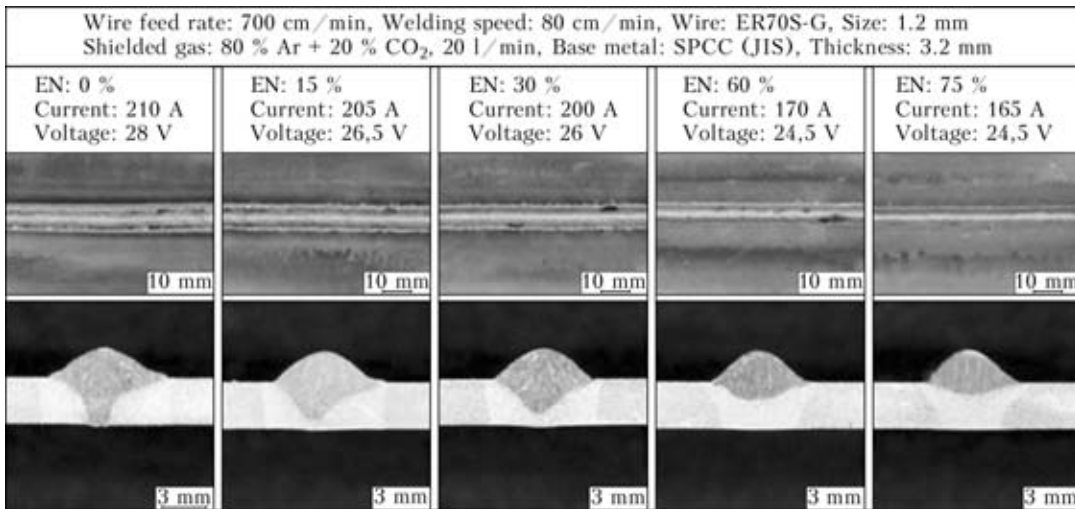 Wire feed rate: 700 cm/min, Welding speed: 80 cm/min, Wire: ER70S-G, Size: 1.2 mm
Shielded gas: 80 % Ar + 20 % CO₂, 20 l/min, Base metal: SPCC (JIS), Thickness: 3.2 mm
EN: 0 %
Current: 210 A
Voltage: 28 V
EN: 15 %
Current: 205 A
Voltage: 26,5 V
EN: 30 %
Current: 200 A
Voltage: 26 V
EN: 60 %
Current: 170 A
Voltage: 24,5 V
EN: 75 %
Current: 165 A
Voltage: 24,5 V
10 mm
10 mm
10 mm
10 mm
10 mm
3 mm
3 mm
3 mm
3 mm
3 mm